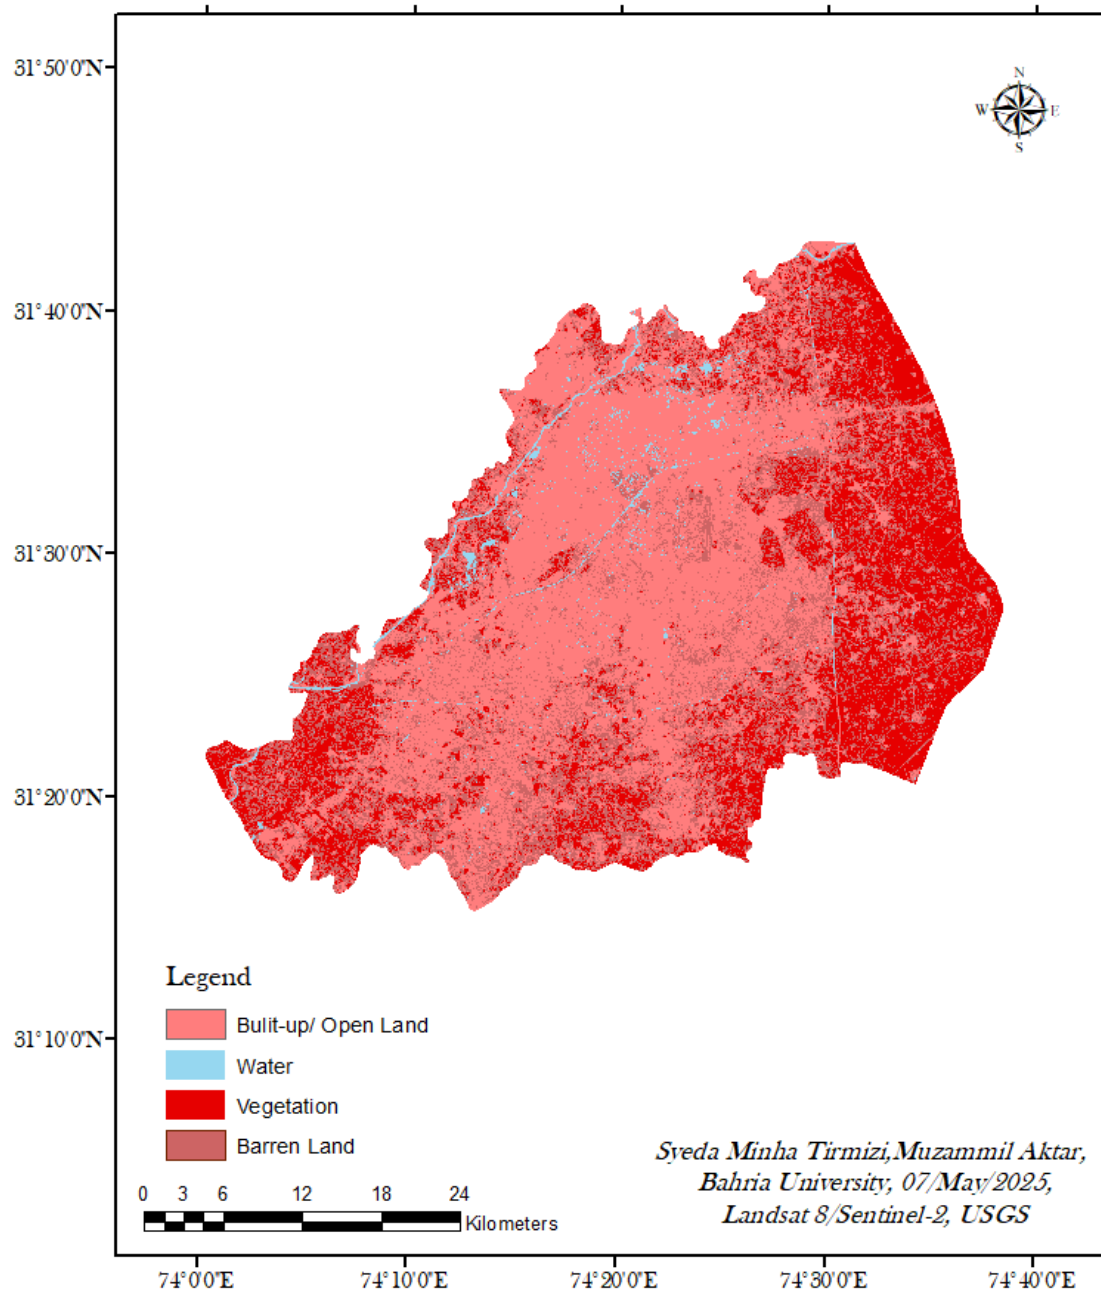 31°50'0"N
N
W
E
S
31°40'0"N
31°30'0"N
31°20'0"N
31°10'0"N
Legend
Bulit-up/ Open Land
Water
Vegetation
Barren Land
0 3 6 12 18 24
Kilometers
Syeda Minha Tirmizi,Muzammil Aktar,
Bahria University, 07/May/2025,
Landsat 8/Sentinel-2, USGS
74°0'0"E 74°10'0"E 74°20'0"E 74°30'0"E 74°40'0"E